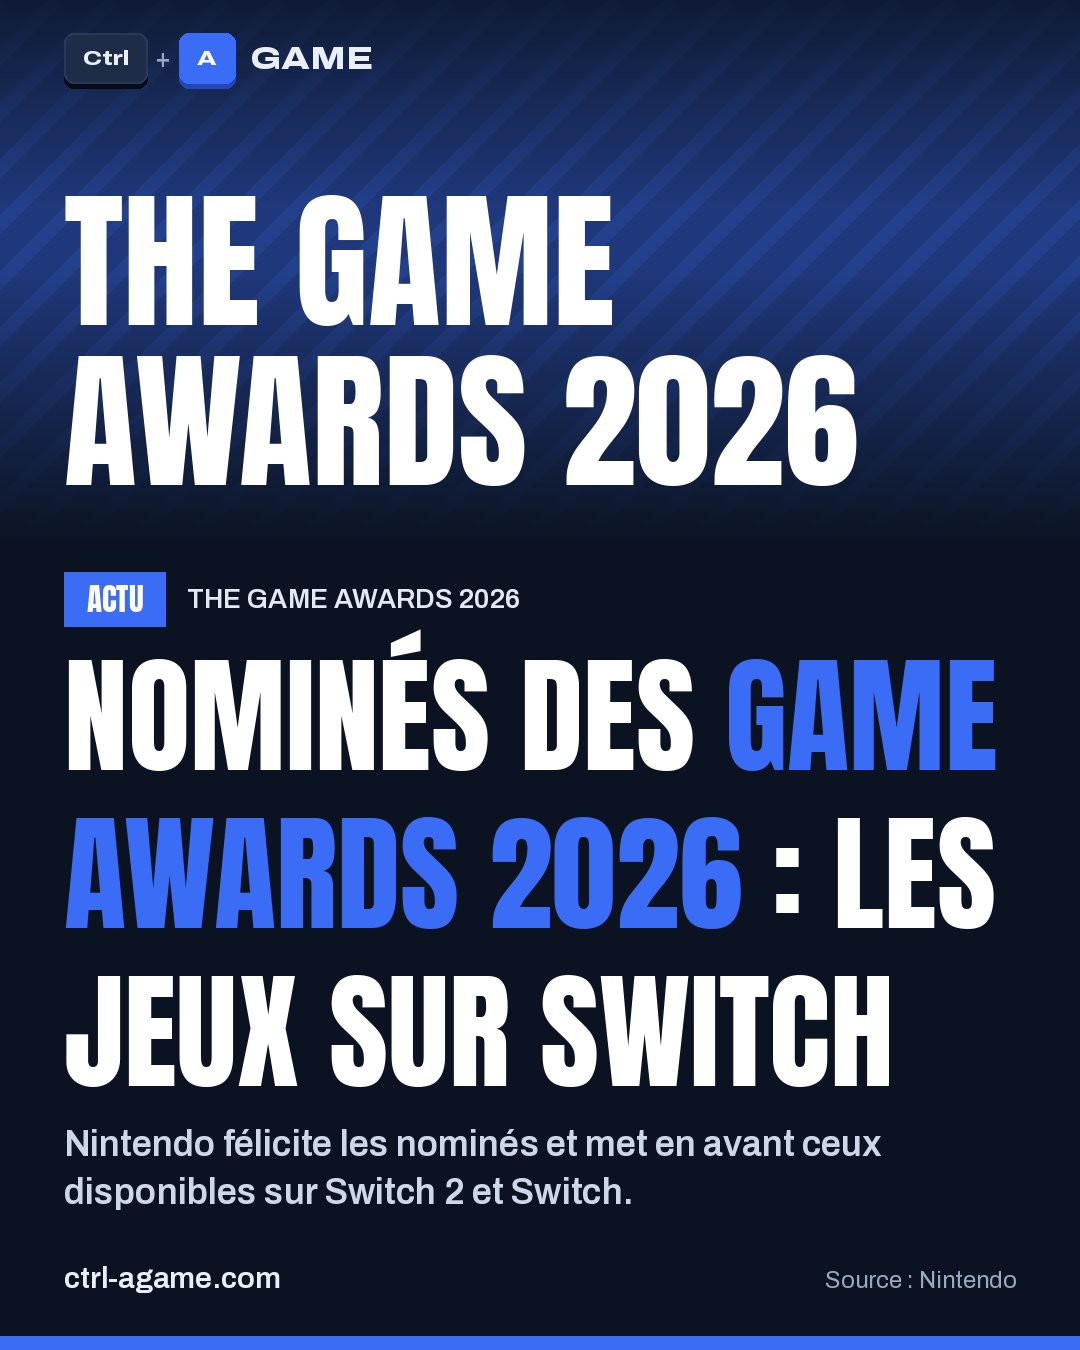 Ctrl + A GAME
THE GAME
AWARDS 2026
ACTU THE GAME AWARDS 2026
NOMINÉS DES GAME
AWARDS 2026 : LES
JEUX SUR SWITCH
Nintendo félicite les nominés et met en avant ceux
disponibles sur Switch 2 et Switch.
ctrl-agame.com Source : Nintendo